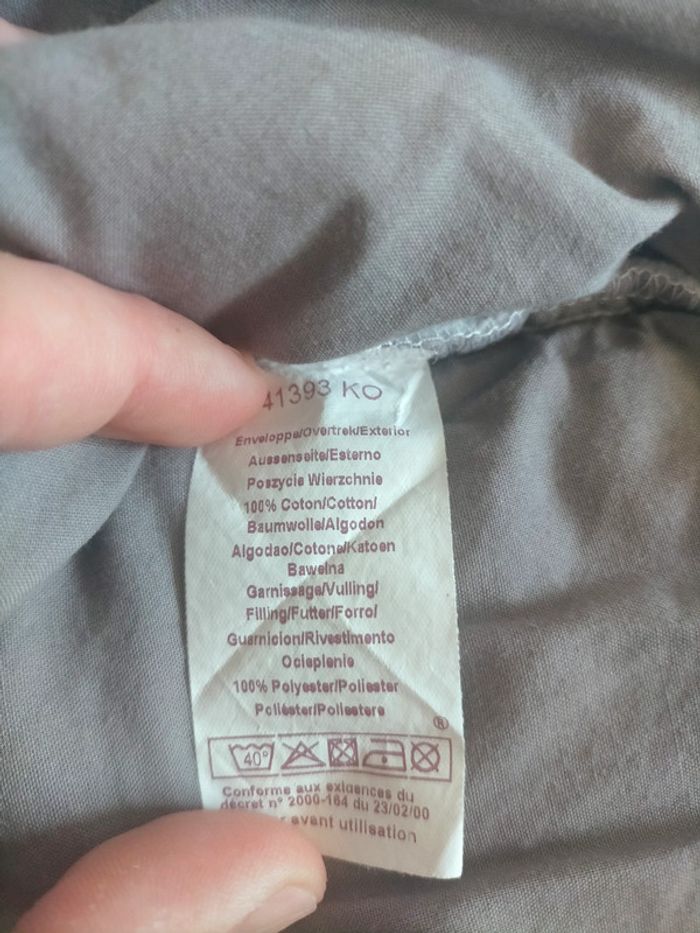 41393 KO
Enveloppe/Overtrek/Exterior
Aussenseite/Esterno
Poszycie Wierzchnie
100% Coton/Cotton/
Baumwolle/Algodon
Algodao/Cotone/Katoen
Bawelna
Garnissage/Vulling/
Filling/Futter/Forro/
Guarnicion/Rivestimento
Ocieplenie
100% Polyester/Poliester
Poliéster/Poliestere
®
40°
Conforme aux exigences du
décret n° 2000-164 du 23/02/00
avant utilisation